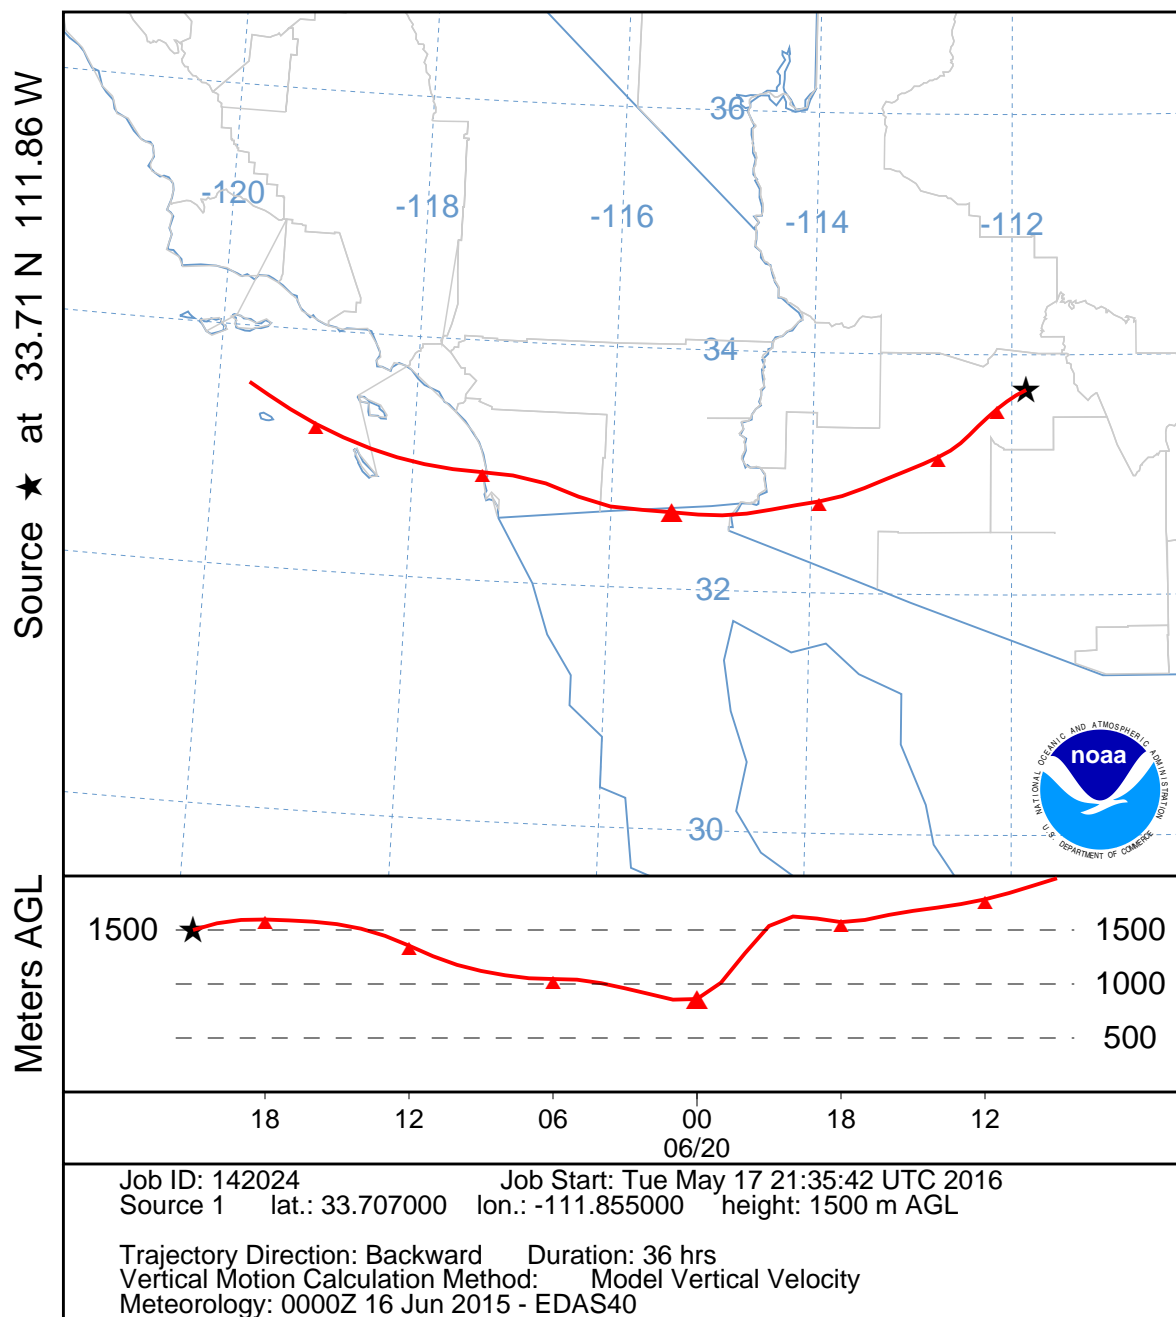 Source ★ at 33.71 N 111.86 W
36
-120
-118
-116
-114
-112
34
32
30
NATIONAL OCEANIC AND ATMOSPHERIC ADMINISTRATION
noaa
U.S. DEPARTMENT OF COMMERCE
Meters AGL
1500
1500
1000
500
18 12 06 00 18 12
06/20
Job ID: 142024 Job Start: Tue May 17 21:35:42 UTC 2016
Source 1 lat.: 33.707000 lon.: -111.855000 height: 1500 m AGL
Trajectory Direction: Backward Duration: 36 hrs
Vertical Motion Calculation Method: Model Vertical Velocity
Meteorology: 0000Z 16 Jun 2015 - EDAS40